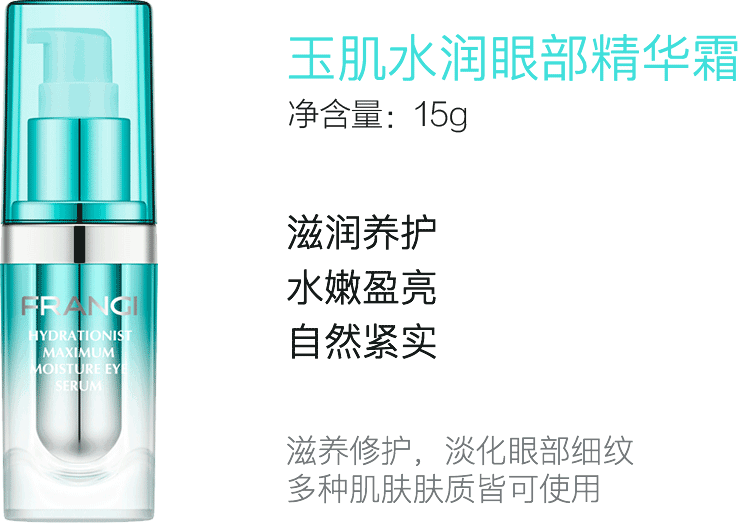 玉肌水润眼部精华霜
净含量：15g
滋润养护
水嫩盈亮
自然紧实
滋养修护，淡化眼部细纹
多种肌肤肤质皆可使用
FRANGI
HYDRATIONIST
MAXIMUM
MOISTURE EYE
SERUM